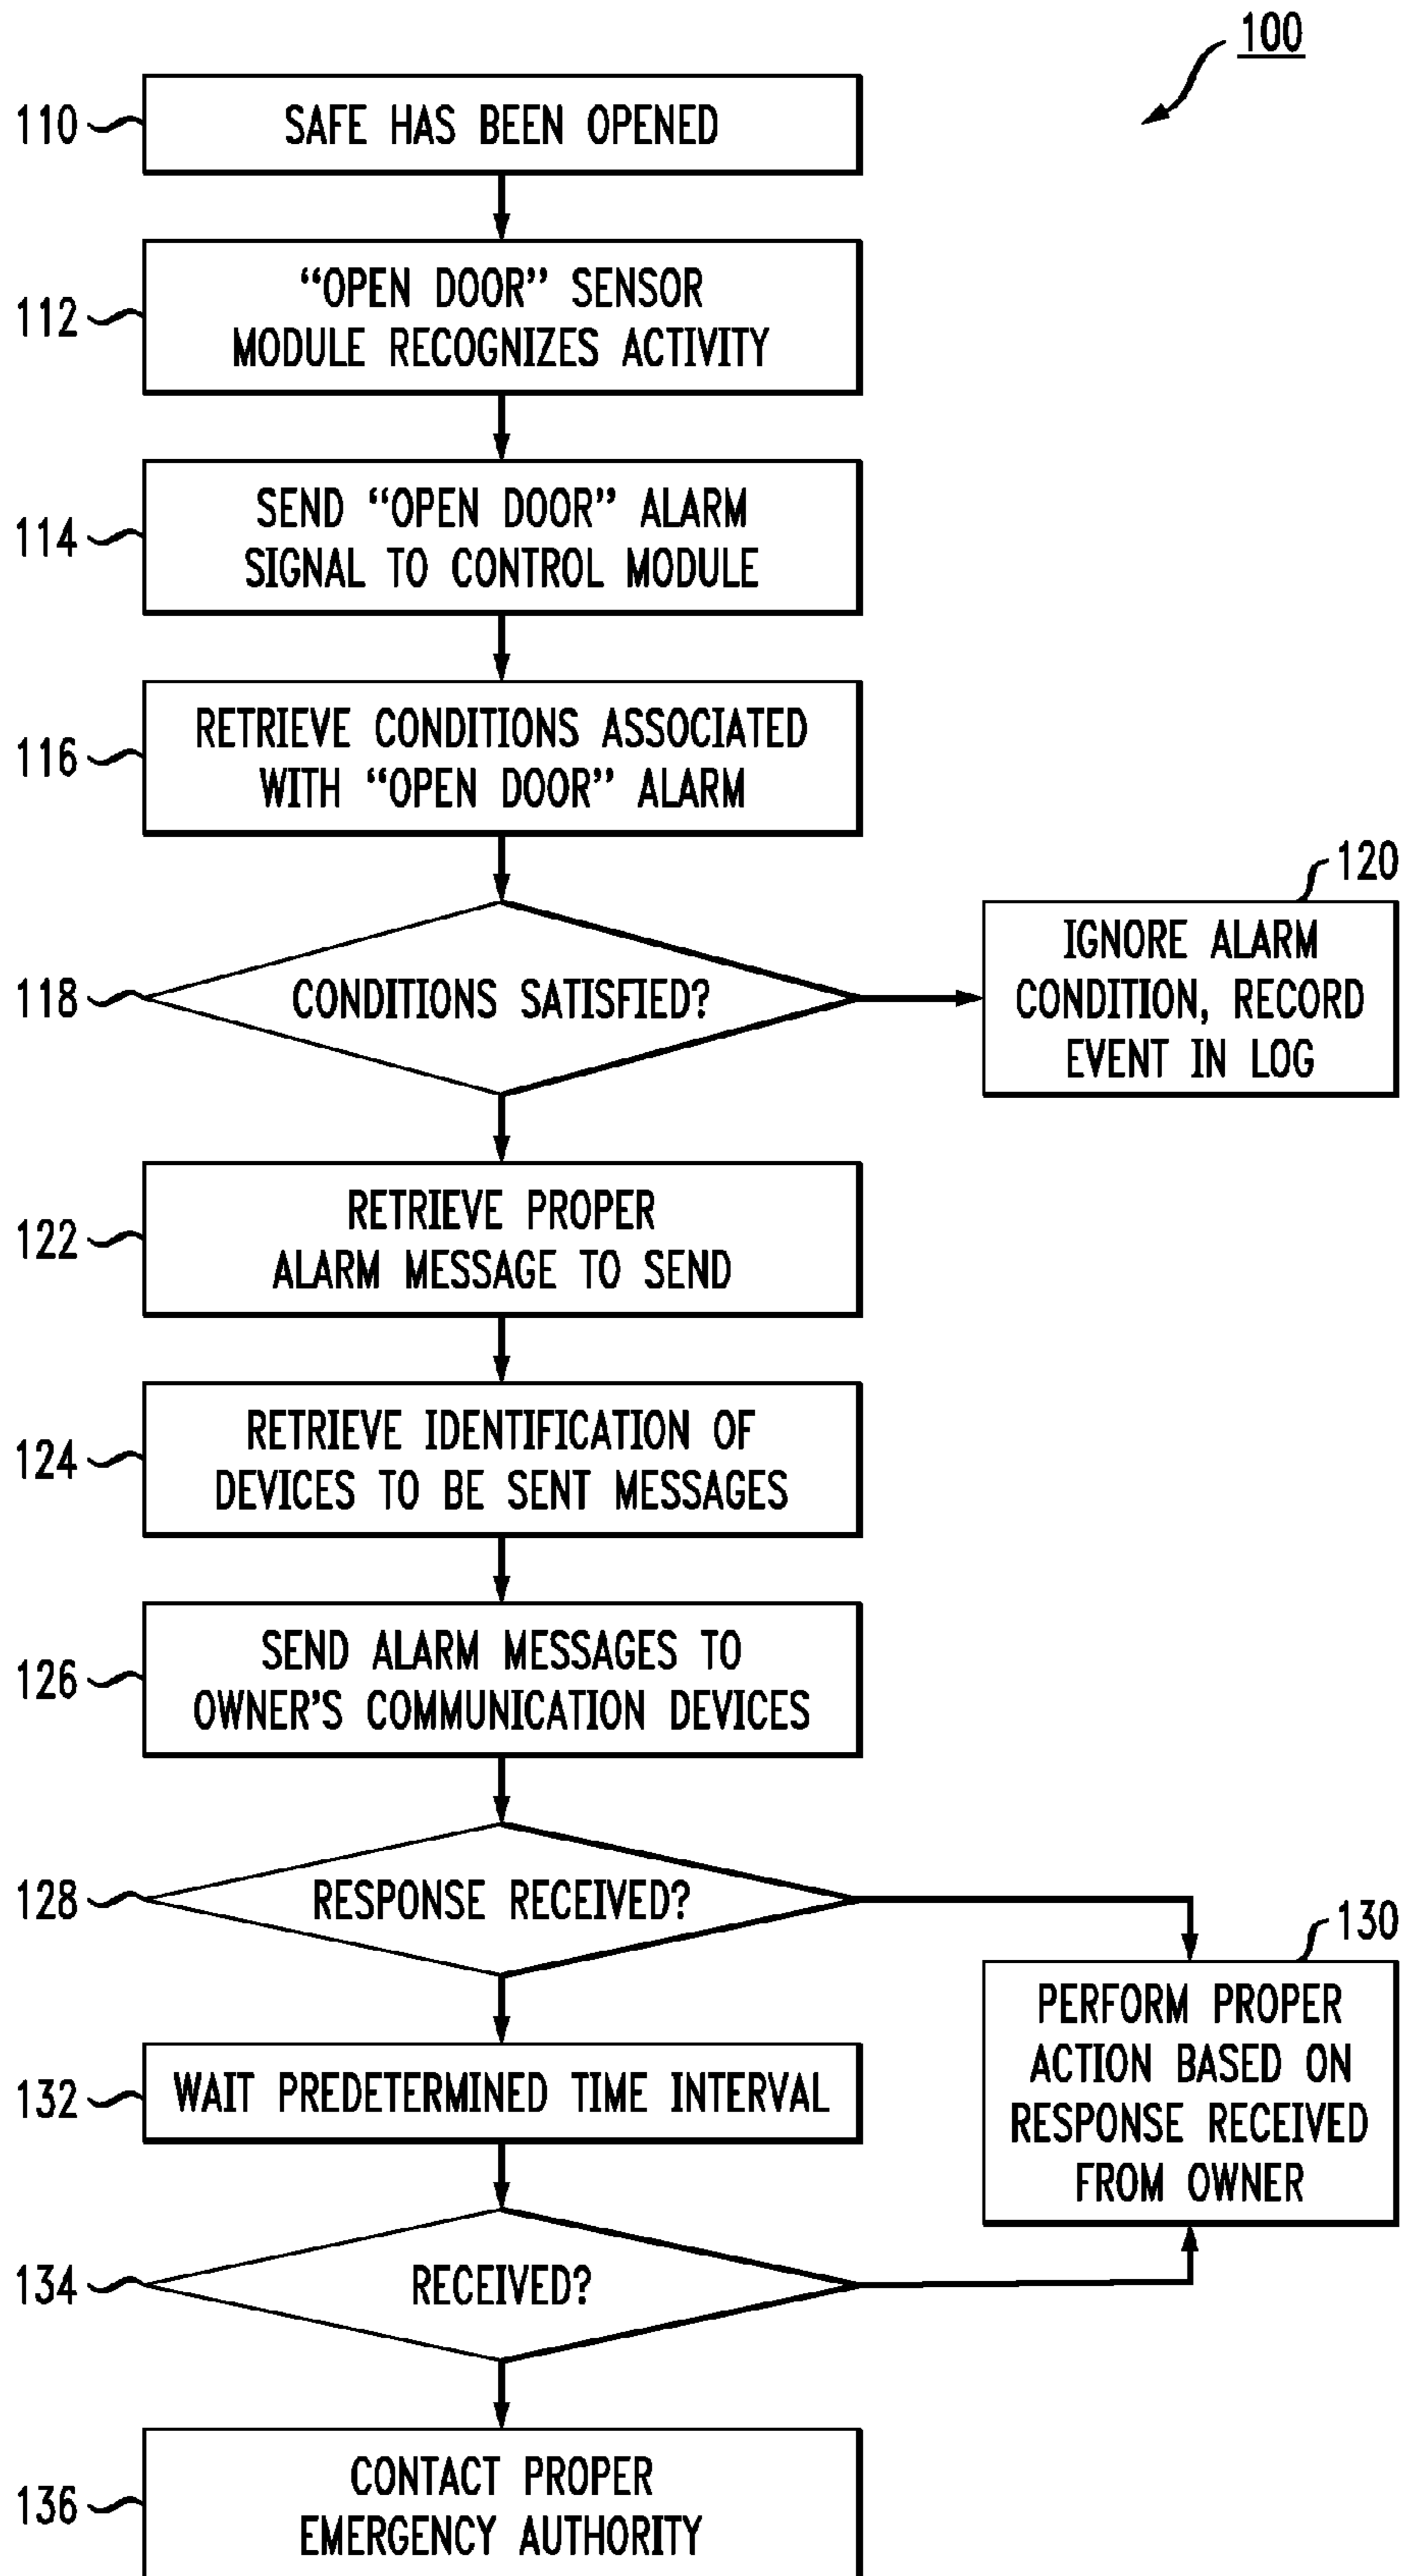 100
110
SAFE HAS BEEN OPENED
112
“OPEN DOOR” SENSOR
MODULE RECOGNIZES ACTIVITY
114
SEND “OPEN DOOR” ALARM
SIGNAL TO CONTROL MODULE
116
RETRIEVE CONDITIONS ASSOCIATED
WITH “OPEN DOOR” ALARM
118
CONDITIONS SATISFIED?
120
IGNORE ALARM
CONDITION, RECORD
EVENT IN LOG
122
RETRIEVE PROPER
ALARM MESSAGE TO SEND
124
RETRIEVE IDENTIFICATION OF
DEVICES TO BE SENT MESSAGES
126
SEND ALARM MESSAGES TO
OWNER’S COMMUNICATION DEVICES
128
RESPONSE RECEIVED?
130
PERFORM PROPER
ACTION BASED ON
RESPONSE RECEIVED
FROM OWNER
132
WAIT PREDETERMINED TIME INTERVAL
134
RECEIVED?
136
CONTACT PROPER
EMERGENCY AUTHORITY